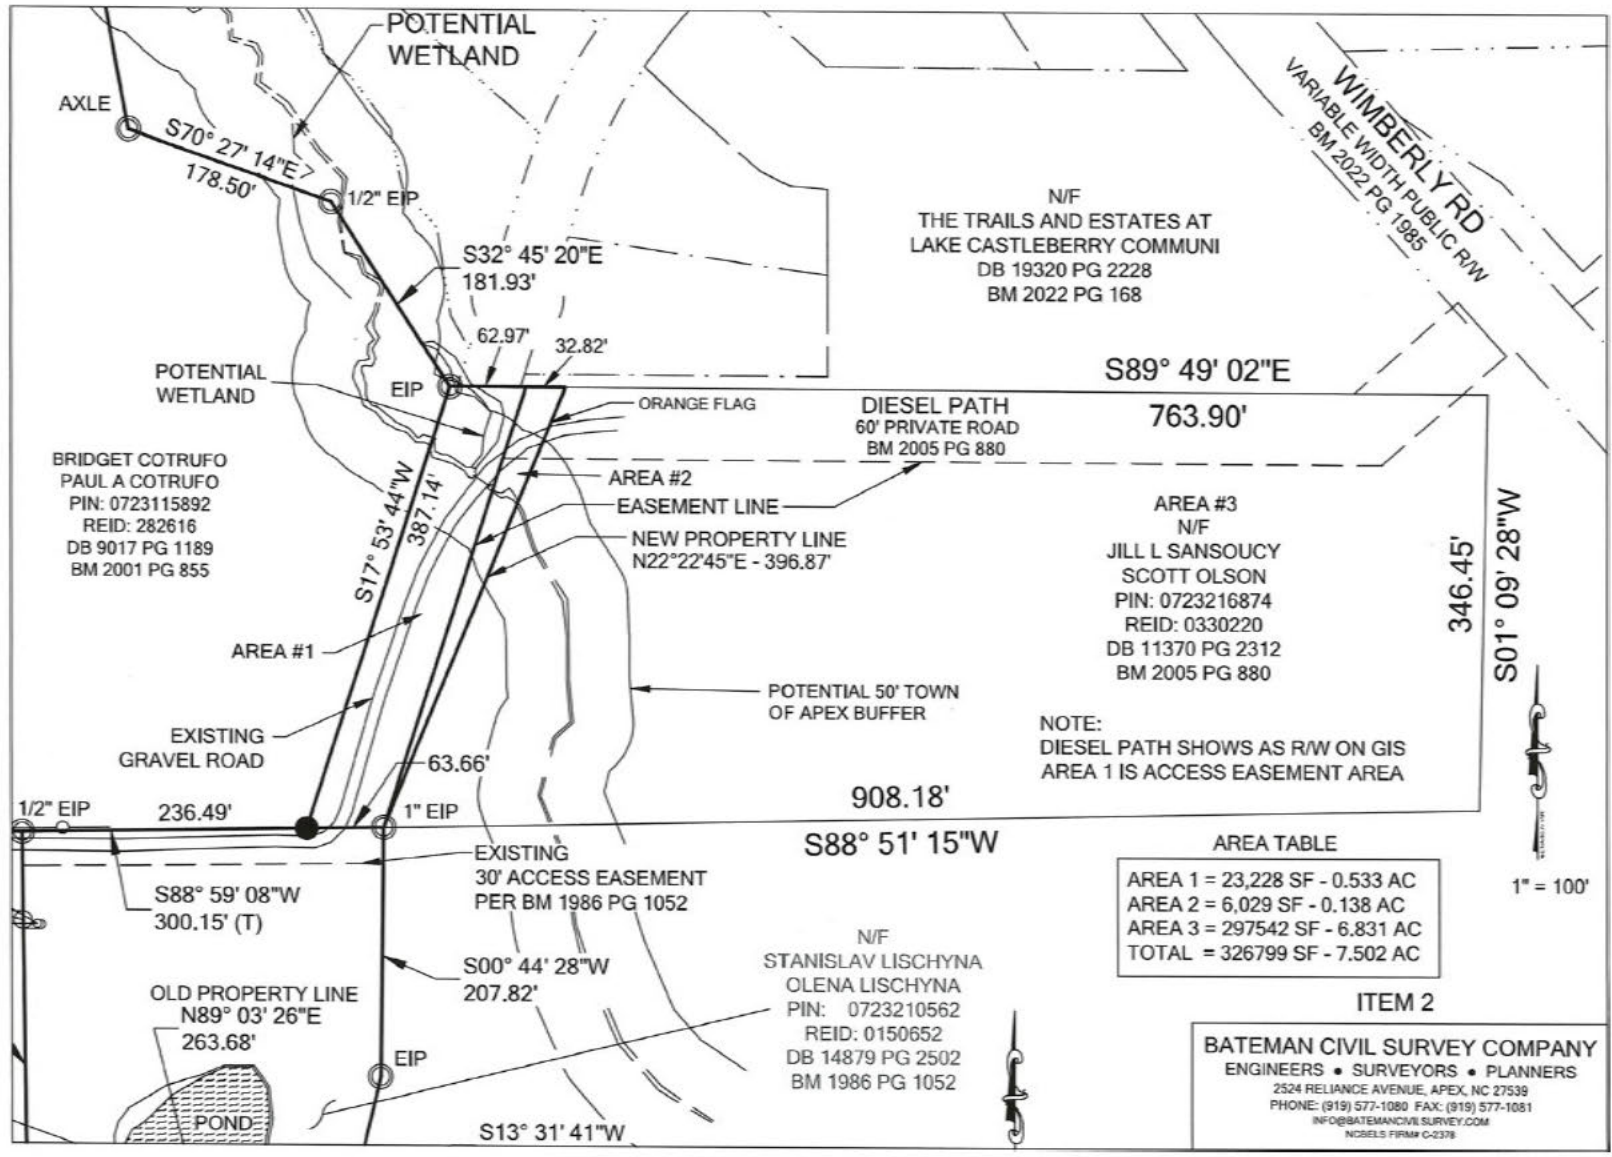 POTENTIAL
WETLAND
AXLE
S70° 27' 14"E
178.50'
1/2" EIP
S32° 45' 20"E
181.93'
62.97'
32.82'
POTENTIAL
WETLAND
EIP
ORANGE FLAG
N/F
THE TRAILS AND ESTATES AT
LAKE CASTLEBERRY COMMUNI
DB 19320 PG 2228
BM 2022 PG 168
WIMBERLY RD
VARIABLE WIDTH PUBLIC R/W
BM 2022 PG 1985
S89° 49' 02"E
763.90'
DIESEL PATH
60' PRIVATE ROAD
BM 2005 PG 880
BRIDGET COTRUFO
PAUL A COTRUFO
PIN: 0723115892
REID: 282616
DB 9017 PG 1189
BM 2001 PG 855
S17° 53' 44"W
387.14'
AREA #2
EASEMENT LINE
NEW PROPERTY LINE
N22°22'45"E - 396.87'
AREA #3
N/F
JILL L SANSOUCY
SCOTT OLSON
PIN: 0723216874
REID: 0330220
DB 11370 PG 2312
BM 2005 PG 880
346.45'
S01° 09' 28"W
AREA #1
POTENTIAL 50' TOWN
OF APEX BUFFER
EXISTING
GRAVEL ROAD
63.66'
NOTE:
DIESEL PATH SHOWS AS R/W ON GIS
AREA 1 IS ACCESS EASEMENT AREA
1/2" EIP
236.49'
1" EIP
908.18'
S88° 51' 15"W
EXISTING
30' ACCESS EASEMENT
PER BM 1986 PG 1052
S88° 59' 08"W
300.15' (T)
AREA TABLE
AREA 1 = 23,228 SF - 0.533 AC
AREA 2 = 6,029 SF - 0.138 AC
AREA 3 = 297542 SF - 6.831 AC
TOTAL = 326799 SF - 7.502 AC
1" = 100'
S00° 44' 28"W
207.82'
N/F
STANISLAV LISCHYNA
OLENA LISCHYNA
PIN: 0723210562
REID: 0150652
DB 14879 PG 2502
BM 1986 PG 1052
OLD PROPERTY LINE
N89° 03' 26"E
263.68'
EIP
POND
S13° 31' 41"W
ITEM 2
BATEMAN CIVIL SURVEY COMPANY
ENGINEERS • SURVEYORS • PLANNERS
2524 RELIANCE AVENUE, APEX, NC 27539
PHONE: (919) 577-1080 FAX: (919) 577-1081
INFO@BATEMANCIVILSURVEY.COM
NCBELS FIRM# C-2378